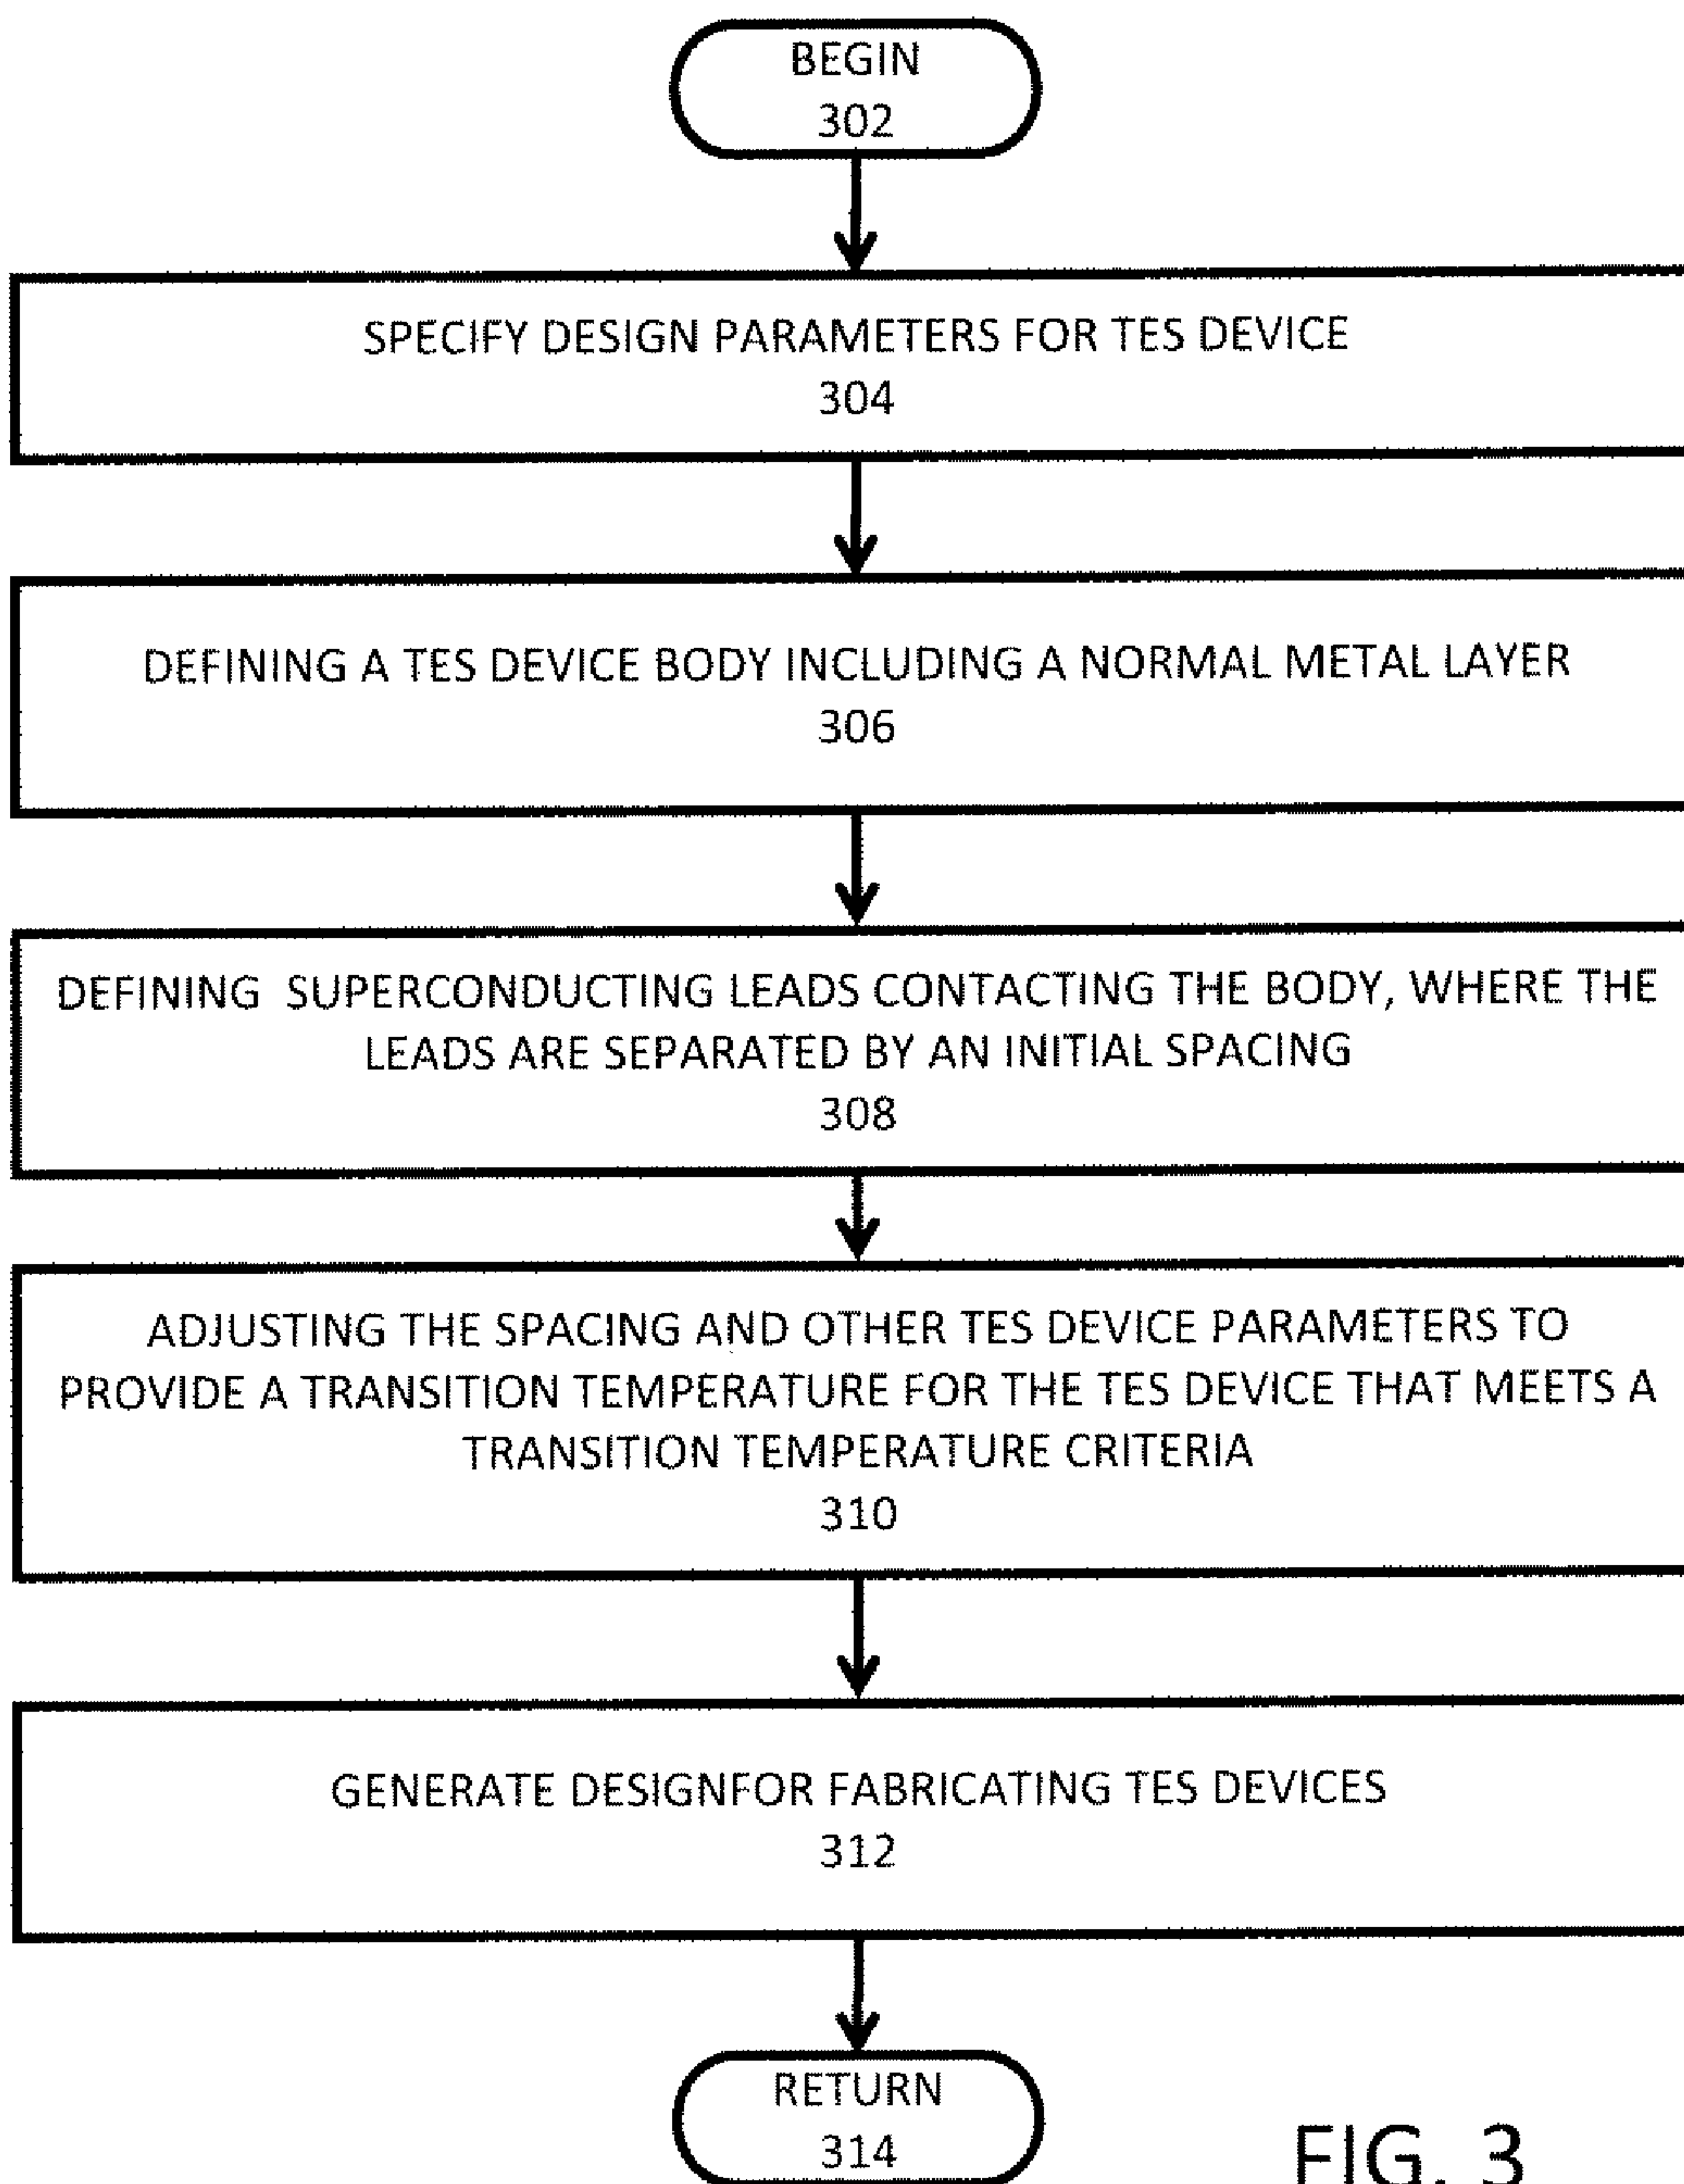 BEGIN
302
SPECIFY DESIGN PARAMETERS FOR TES DEVICE
304
DEFINING A TES DEVICE BODY INCLUDING A NORMAL METAL LAYER
306
DEFINING SUPERCONDUCTING LEADS CONTACTING THE BODY, WHERE THE
LEADS ARE SEPARATED BY AN INITIAL SPACING
308
ADJUSTING THE SPACING AND OTHER TES DEVICE PARAMETERS TO
PROVIDE A TRANSITION TEMPERATURE FOR THE TES DEVICE THAT MEETS A
TRANSITION TEMPERATURE CRITERIA
310
GENERATE DESIGNFOR FABRICATING TES DEVICES
312
RETURN
314
FIG. 3